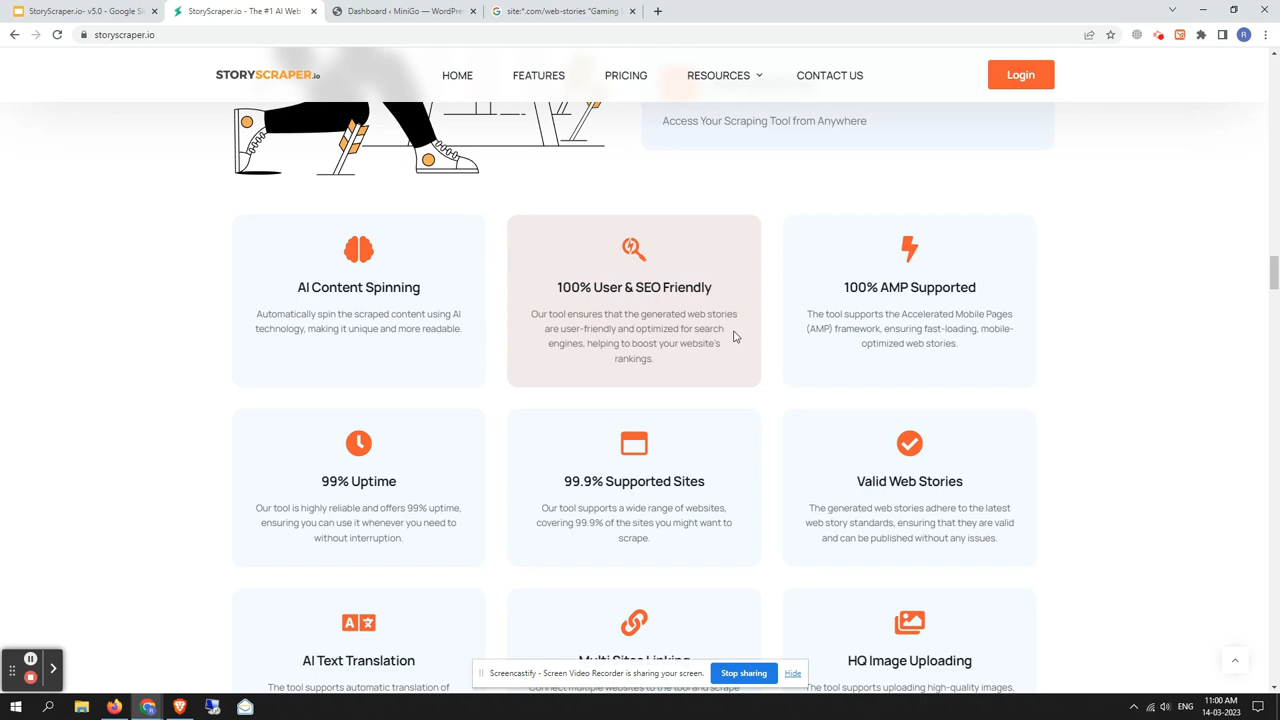 StoryScraper.io- v5.0 - Google Sl
StoryScraper.io - The #1 AI Web
Dashboard ‹ MiniGo — WordPre
site:*.com/web-stories "Gaming
storyscraper.io
R
STORYSCRAPER.io
HOME
FEATURES
PRICING
RESOURCES
CONTACT US
Login
Access Your Scraping Tool from Anywhere
AI Content Spinning
Automatically spin the scraped content using AI
technology, making it unique and more readable.
100% User & SEO Friendly
Our tool ensures that the generated web stories
are user-friendly and optimized for search
engines, helping to boost your website's
rankings.
100% AMP Supported
The tool supports the Accelerated Mobile Pages
(AMP) framework, ensuring fast-loading, mobile-
optimized web stories.
99% Uptime
Our tool is highly reliable and offers 99% uptime,
ensuring you can use it whenever you need to
without interruption.
99.9% Supported Sites
Our tool supports a wide range of websites,
covering 99.9% of the sites you might want to
scrape.
Valid Web Stories
The generated web stories adhere to the latest
web story standards, ensuring that they are valid
and can be published without any issues.
AI Text Translation
The tool supports automatic translation of
Multi Sites Linking
Connect multiple websites to the tool and scrape
HQ Image Uploading
The tool supports uploading high-quality images,
Screencastify - Screen Video Recorder is sharing your screen.
Stop sharing
Hide
ENG
11:00 AM
14-03-2023